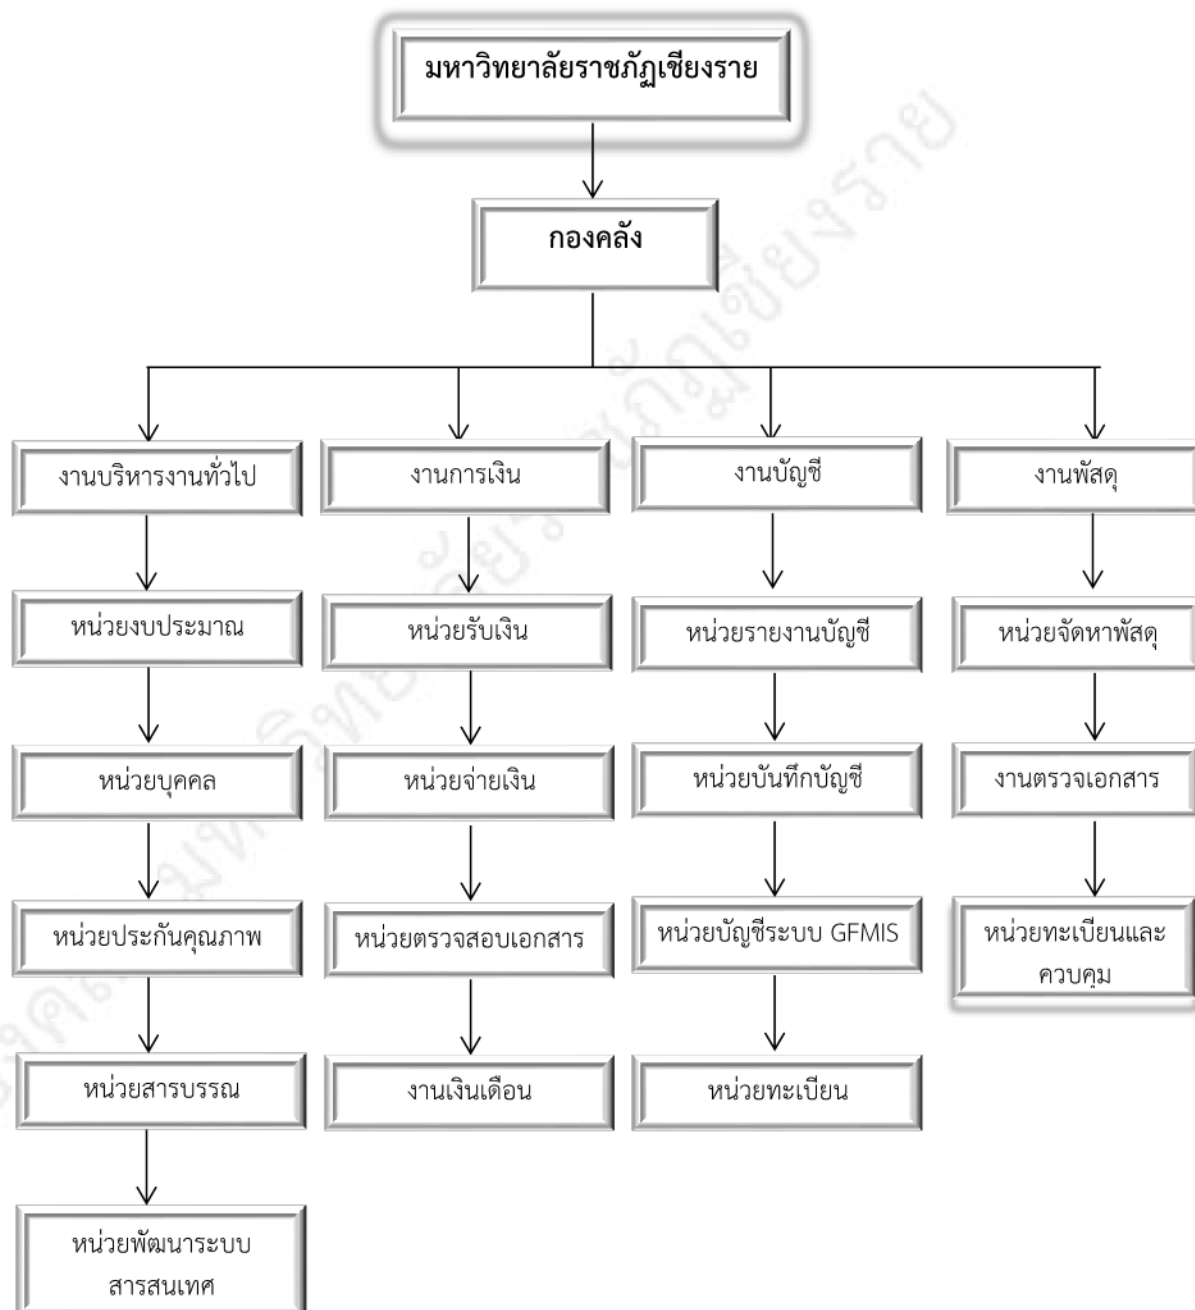 มหาวิทยาลัยราชภัฏเชียงราย
กองคลัง
งานบริหารงานทั่วไป
งานการเงิน
งานบัญชี
งานพัสดุ
หน่วยงบประมาณ
หน่วยรับเงิน
หน่วยรายงานบัญชี
หน่วยจัดหาพัสดุ
หน่วยบุคคล
หน่วยจ่ายเงิน
หน่วยบันทึกบัญชี
งานตรวจเอกสาร
หน่วยประกันคุณภาพ
หน่วยตรวจสอบเอกสาร
หน่วยบัญชีระบบ GFMIS
หน่วยทะเบียนและ
ควบคุม
หน่วยสารบรรณ
งานเงินเดือน
หน่วยทะเบียน
หน่วยพัฒนาระบบ
สารสนเทศ